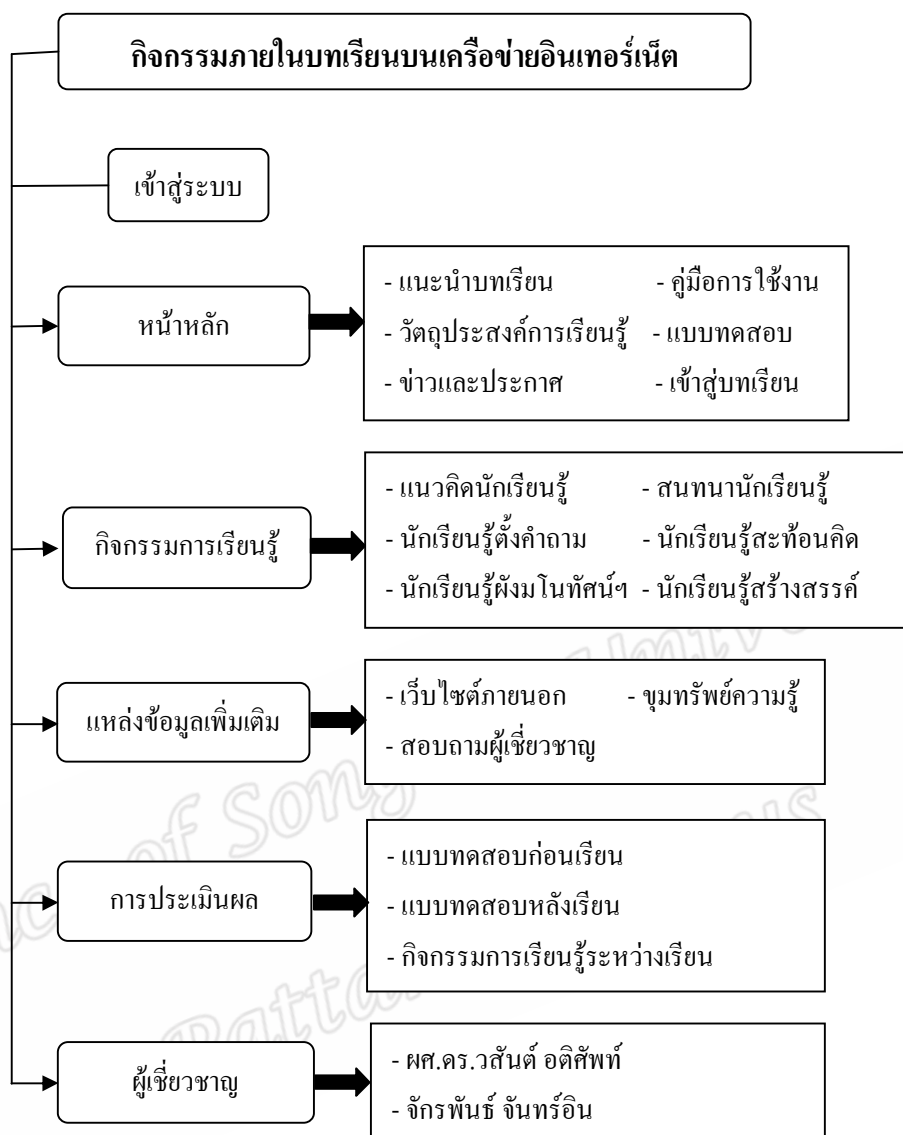 กิจกรรมภายในบทเรียนบนเครือข่ายอินเทอร์เน็ต
เข้าสู่ระบบ
หน้าหลัก
- แนะนำบทเรียน - คู่มือการใช้งาน
- วัตถุประสงค์การเรียนรู้ - แบบทดสอบ
- ข่าวและประกาศ - เข้าสู่บทเรียน
กิจกรรมการเรียนรู้
- แนวคิดนักเรียนรู้ - สนทนานักเรียนรู้
- นักเรียนรู้ตั้งคำถาม - นักเรียนรู้สะท้อนคิด
- นักเรียนรู้ผังมโนทัศน์ฯ - นักเรียนรู้สร้างสรรค์
แหล่งข้อมูลเพิ่มเติม
- เว็บไซต์ภายนอก - ขุมทรัพย์ความรู้
- สอบถามผู้เชี่ยวชาญ
การประเมินผล
- แบบทดสอบก่อนเรียน
- แบบทดสอบหลังเรียน
- กิจกรรมการเรียนรู้ระหว่างเรียน
ผู้เชี่ยวชาญ
- ผศ.ดร.วสันต์ อติศัพท์
- จักรพันธ์ จันทร์อิน
of Song
Patta